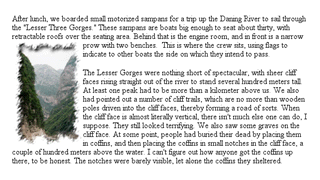 After lunch, we boarded small motorized sampans for a trip up the Daning River to sail through
the "Lesser Three Gorges." These sampans are boats big enough to seat about thirty, with
retractable roofs over the seating area. Behind that is the engine room, and in front is a narrow
prow with two benches. This is where the crew sits, using flags to
indicate to other boats the side on which they intend to pass.
The Lesser Gorges were nothing short of spectacular, with sheer cliff
faces rising straight out of the river to stand several hundred meters tall.
At least one peak had to be more than a kilometer above us. We also
had pointed out a number of cliff trails, which are no more than wooden
poles driven into the cliff faces, thereby forming a road of sorts. When
the cliff face is almost literally vertical, there isn't much else one can do, I
suppose. They still looked terrifying. We also saw some graves on the
cliff face. At some point, people had buried their dead by placing them
in coffins, and then placing the coffins in small notches in the cliff face, a
couple of hundred meters above the water. I can't figure out how anyone got the coffins up
there, to be honest. The notches were barely visible, let alone the coffins they sheltered.